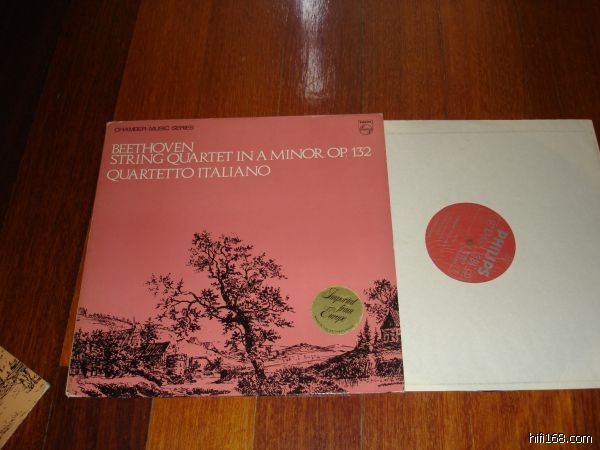 CHAMBER-MUSIC SERIES
BEETHOVEN
STRING QUARTET IN A MINOR OP. 132
QUARTETTO ITALIANO
Imported
from
Europe
PHILIPS
hifi168.com